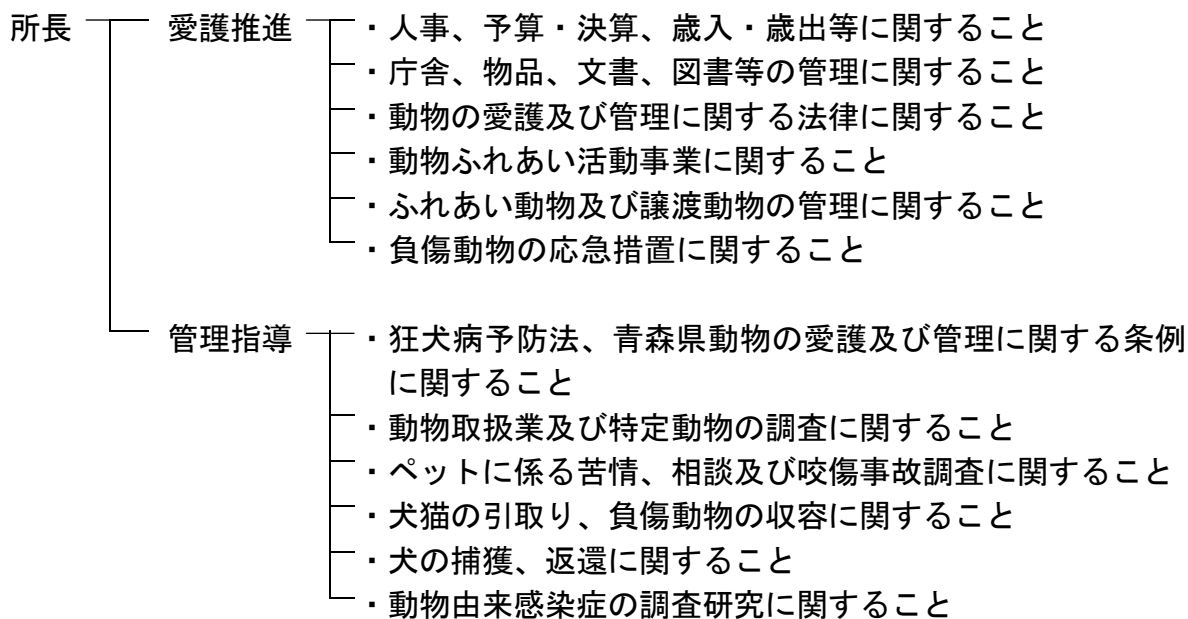 所長 愛護推進 ・人事、予算・決算、歳入・歳出等に関すること
・庁舎、物品、文書、図書等の管理に関すること
・動物の愛護及び管理に関する法律に関すること
・動物ふれあい活動事業に関すること
・ふれあい動物及び譲渡動物の管理に関すること
・負傷動物の応急措置に関すること
管理指導 ・狂犬病予防法、青森県動物の愛護及び管理に関する条例
に関すること
・動物取扱業及び特定動物の調査に関すること
・ペットに係る苦情、相談及び咬傷事故調査に関すること
・犬猫の引取り、負傷動物の収容に関すること
・犬の捕獲、返還に関すること
・動物由来感染症の調査研究に関すること